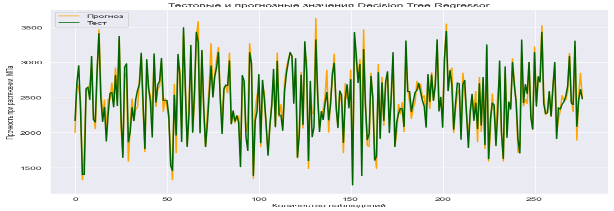 Тестовые и прогнозные значения Decision Tree Regressor
Прогноз
Тест
Прочность при растяжении, МПа
3500
3000
2500
2000
1500
0
50
100
150
200
250
Количество наблюдений